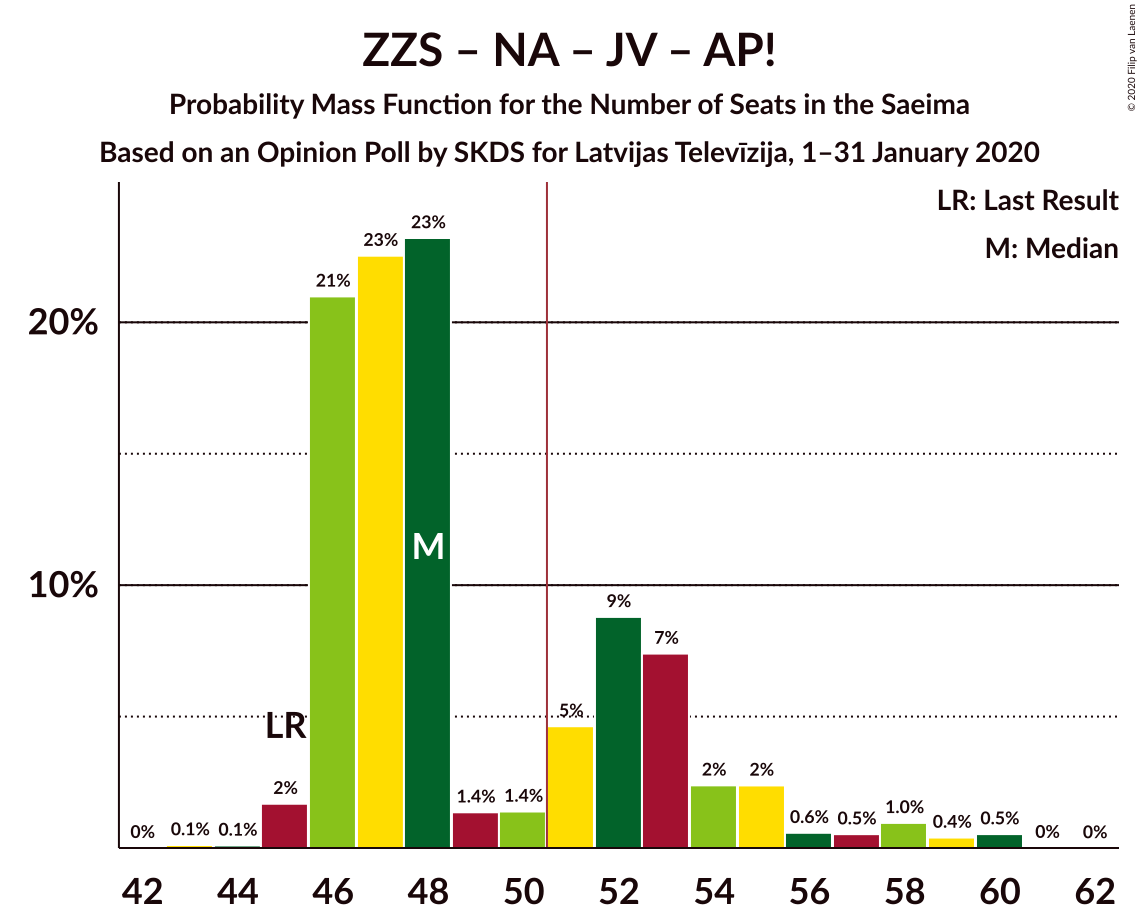 ZZS – NA – JV – AP!
Probability Mass Function for the Number of Seats in the Saeima
Based on an Opinion Poll by SKDS for Latvijas Televīzija, 1–31 January 2020
© 2020 Filip van Laenen
LR: Last Result
M: Median
20%
10%
0%
0.1%
0.1%
2%
21%
23%
23%
1.4%
1.4%
5%
9%
7%
2%
2%
0.6%
0.5%
1.0%
0.4%
0.5%
0%
0%
LR
M
42 44 46 48 50 52 54 56 58 60 62